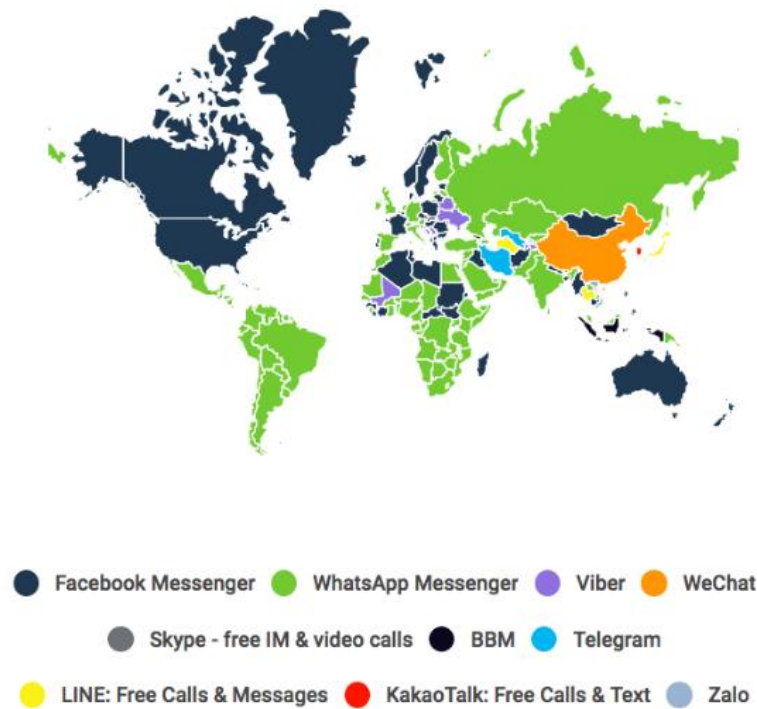 Facebook Messenger WhatsApp Messenger Viber WeChat
Skype - free IM & video calls BBM Telegram
LINE: Free Calls & Messages KakaoTalk: Free Calls & Text Zalo